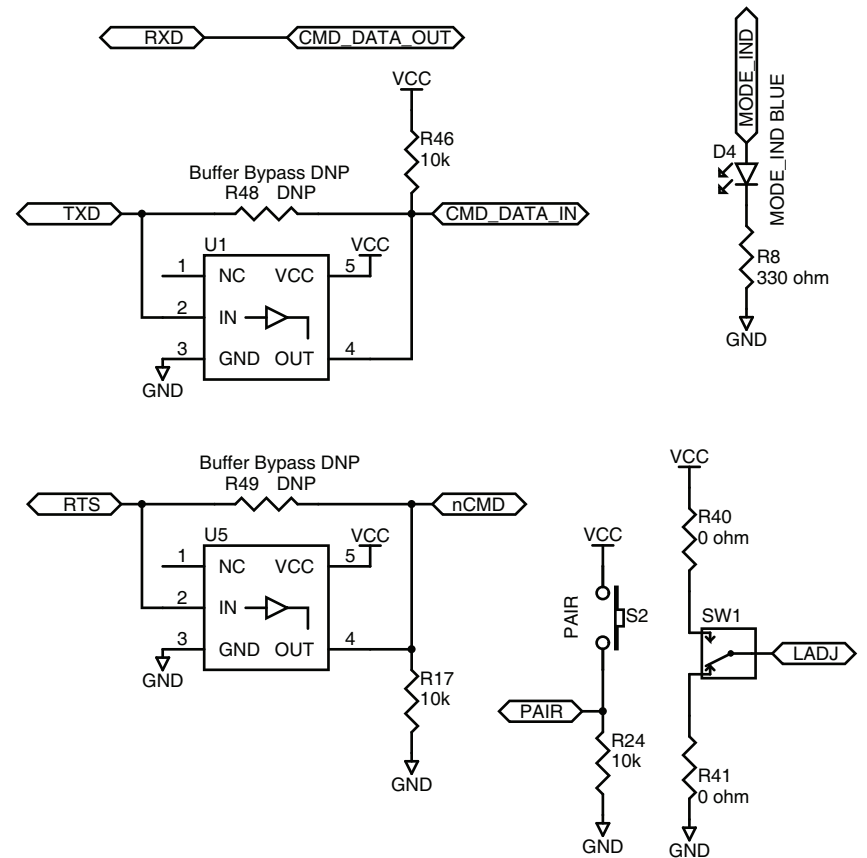 RXD
CMD_DATA_OUT
VCC
R46
10k
Buffer Bypass DNP
R48 DNP
TXD
CMD_DATA_IN
U1
VCC
1 NC VCC 5
2 IN
3 GND OUT 4
GND
MODE_IND
D4
MODE_IND BLUE
R8
330 ohm
GND
Buffer Bypass DNP
R49 DNP
RTS
nCMD
U5
VCC
1 NC VCC 5
2 IN
3 GND OUT 4
GND
R17
10k
GND
VCC
PAIR
S2
PAIR
R24
10k
GND
VCC
R40
0 ohm
SW1
LADJ
R41
0 ohm
GND